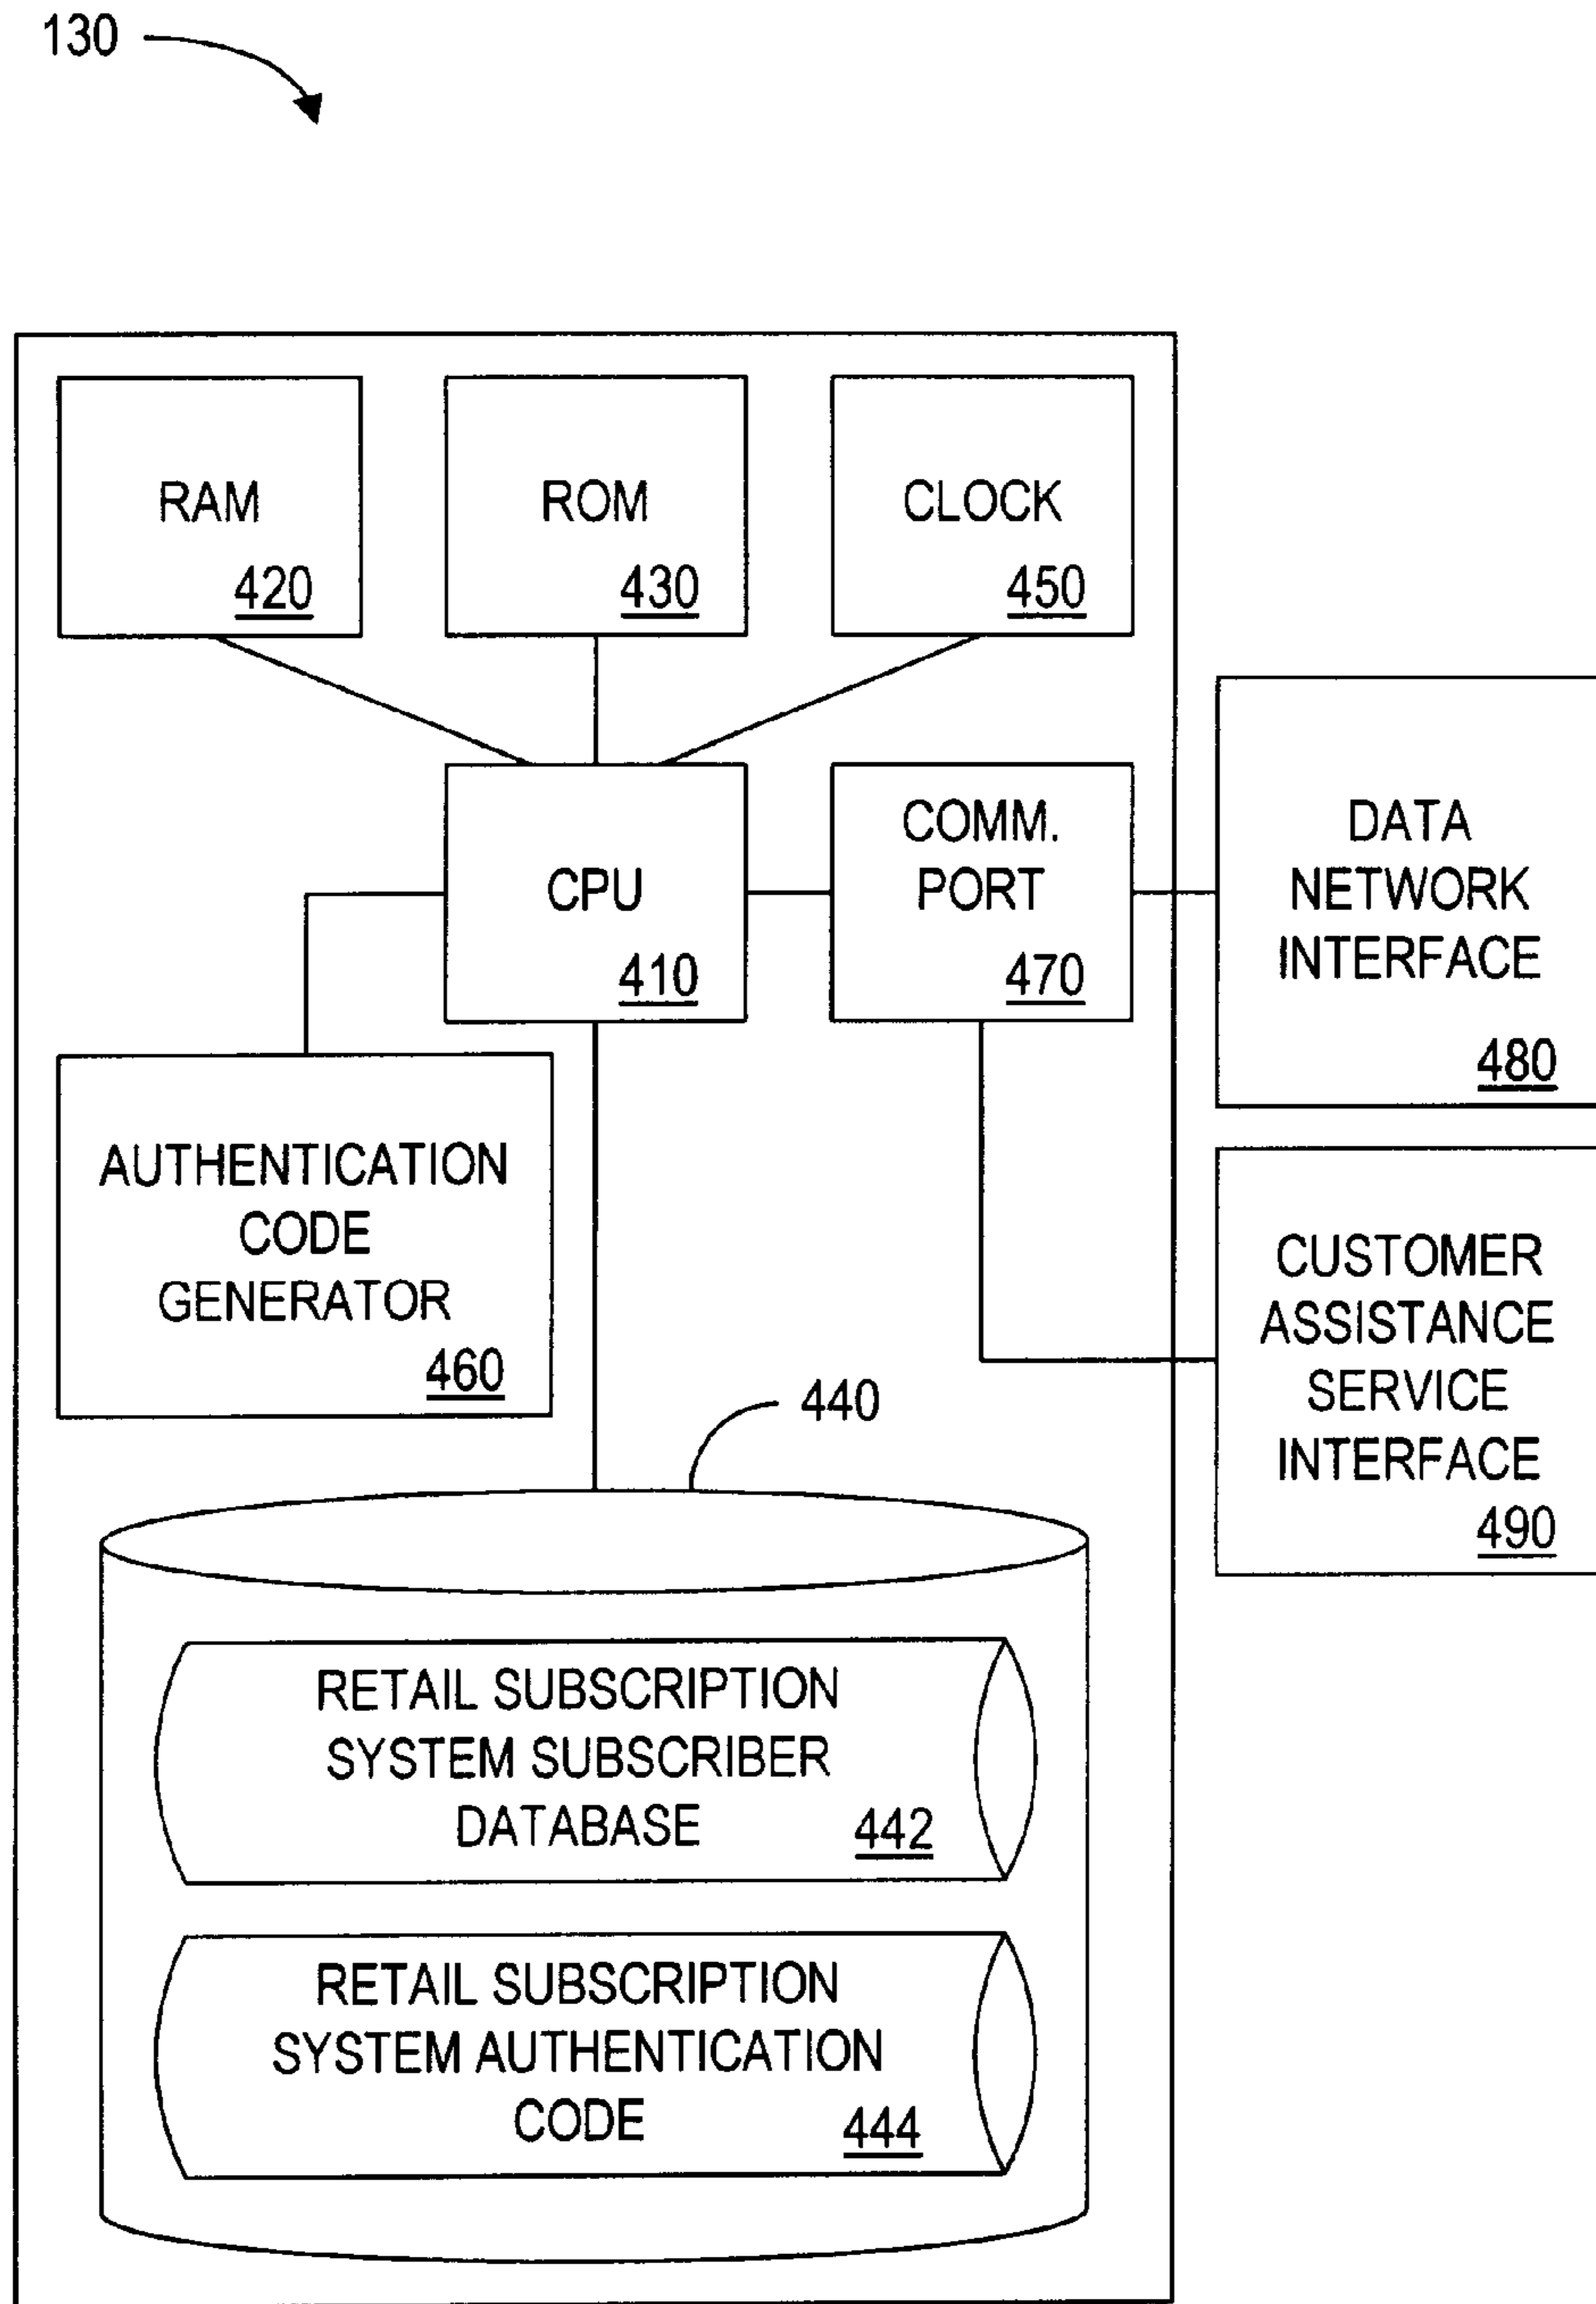 130
RAM
420
ROM
430
CLOCK
450
CPU
410
COMM.
PORT
470
DATA
NETWORK
INTERFACE
480
AUTHENTICATION
CODE
GENERATOR
460
CUSTOMER
ASSISTANCE
SERVICE
INTERFACE
490
440
RETAIL SUBSCRIPTION
SYSTEM SUBSCRIBER
DATABASE
442
RETAIL SUBSCRIPTION
SYSTEM AUTHENTICATION
CODE
444